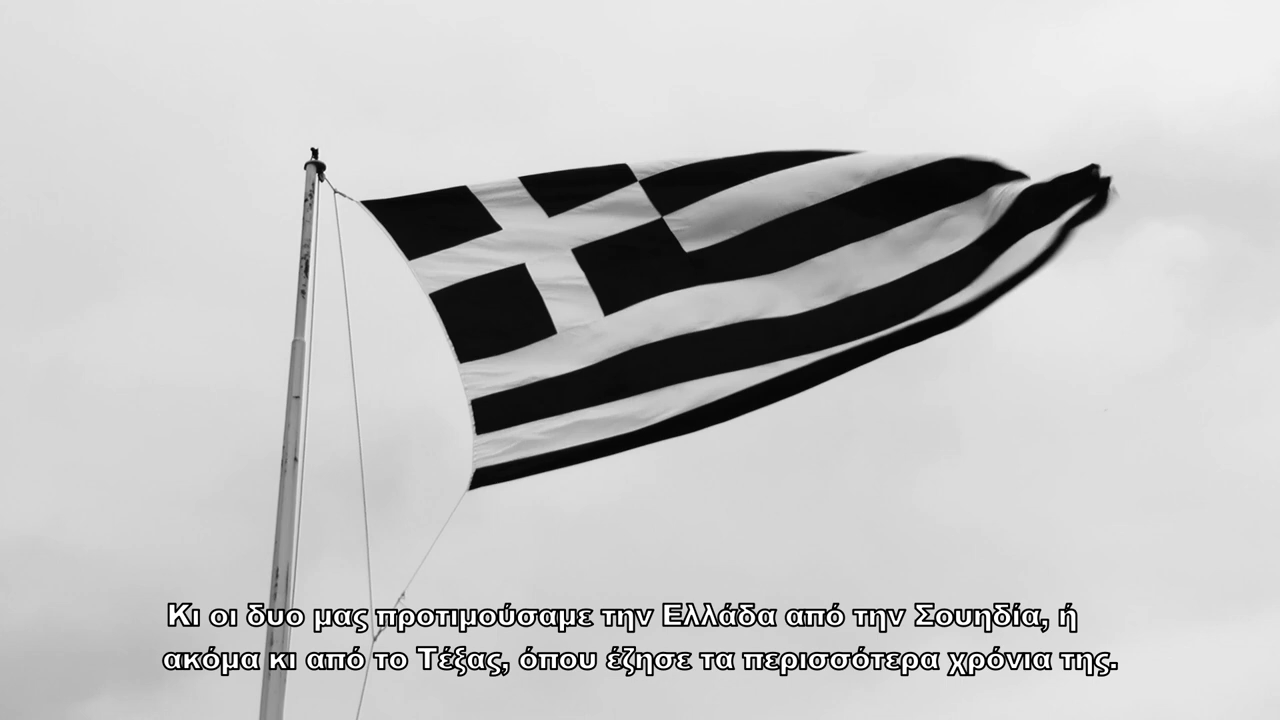 Κι οι δυο μας προτιμούσαμε την Ελλάδα από την Σουηδία, ή
ακόμα κι από το Τέξας, όπου έζησε τα περισσότερα χρόνια της.